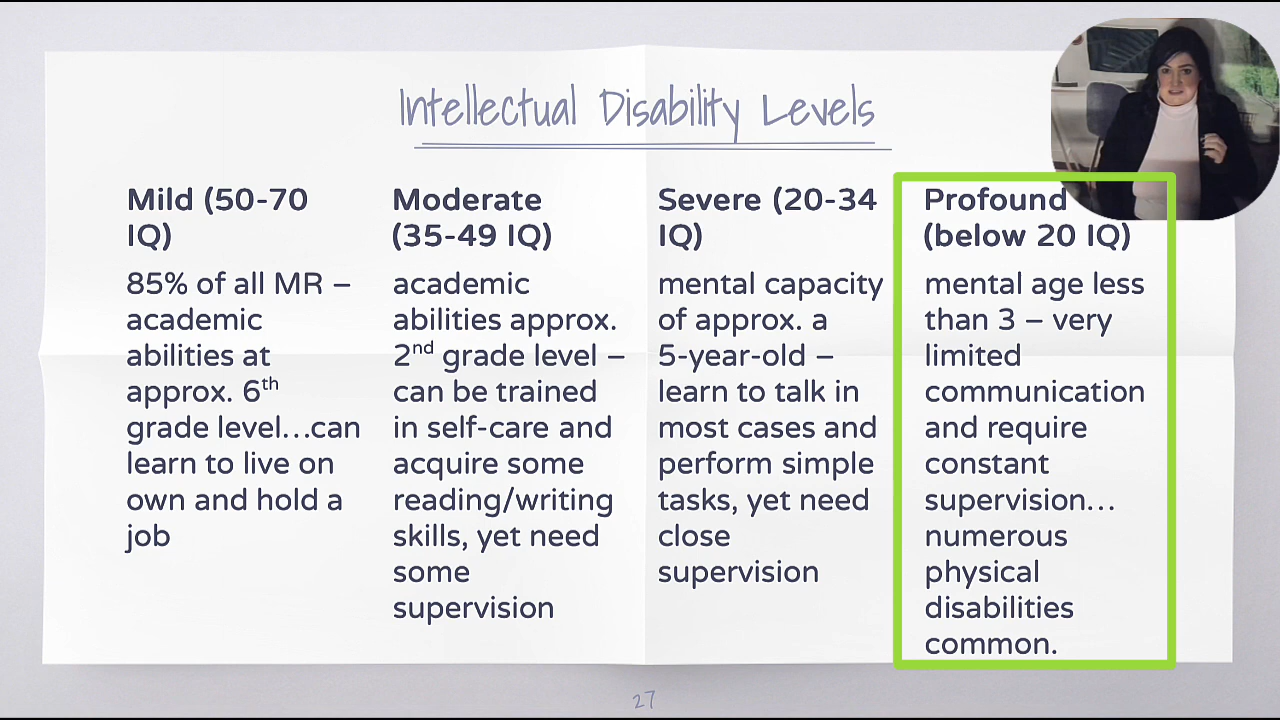 Intellectual Disability Levels
Mild (50-70
IQ)
85% of all MR –
academic
abilities at
approx. 6th
grade level...can
learn to live on
own and hold a
job
Moderate
(35-49 IQ)
academic
abilities approx.
2nd grade level –
can be trained
in self-care and
acquire some
reading/writing
skills, yet need
some
supervision
Severe (20-34
IQ)
mental capacity
of approx. a
5-year-old –
learn to talk in
most cases and
perform simple
tasks, yet need
close
supervision
Profound
(below 20 IQ)
mental age less
than 3 – very
limited
communication
and require
constant
supervision...
numerous
physical
disabilities
common.
27